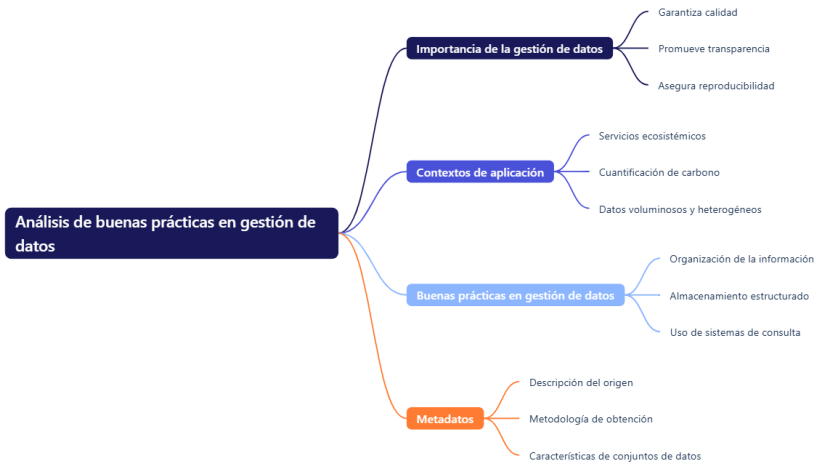 Análisis de buenas prácticas en gestión de
datos
Importancia de la gestión de datos
Garantiza calidad
Promueve transparencia
Asegura reproducibilidad
Contextos de aplicación
Servicios ecosistémicos
Cuantificación de carbono
Datos voluminosos y heterogéneos
Buenas prácticas en gestión de datos
Organización de la información
Almacenamiento estructurado
Uso de sistemas de consulta
Metadatos
Descripción del origen
Metodología de obtención
Características de conjuntos de datos